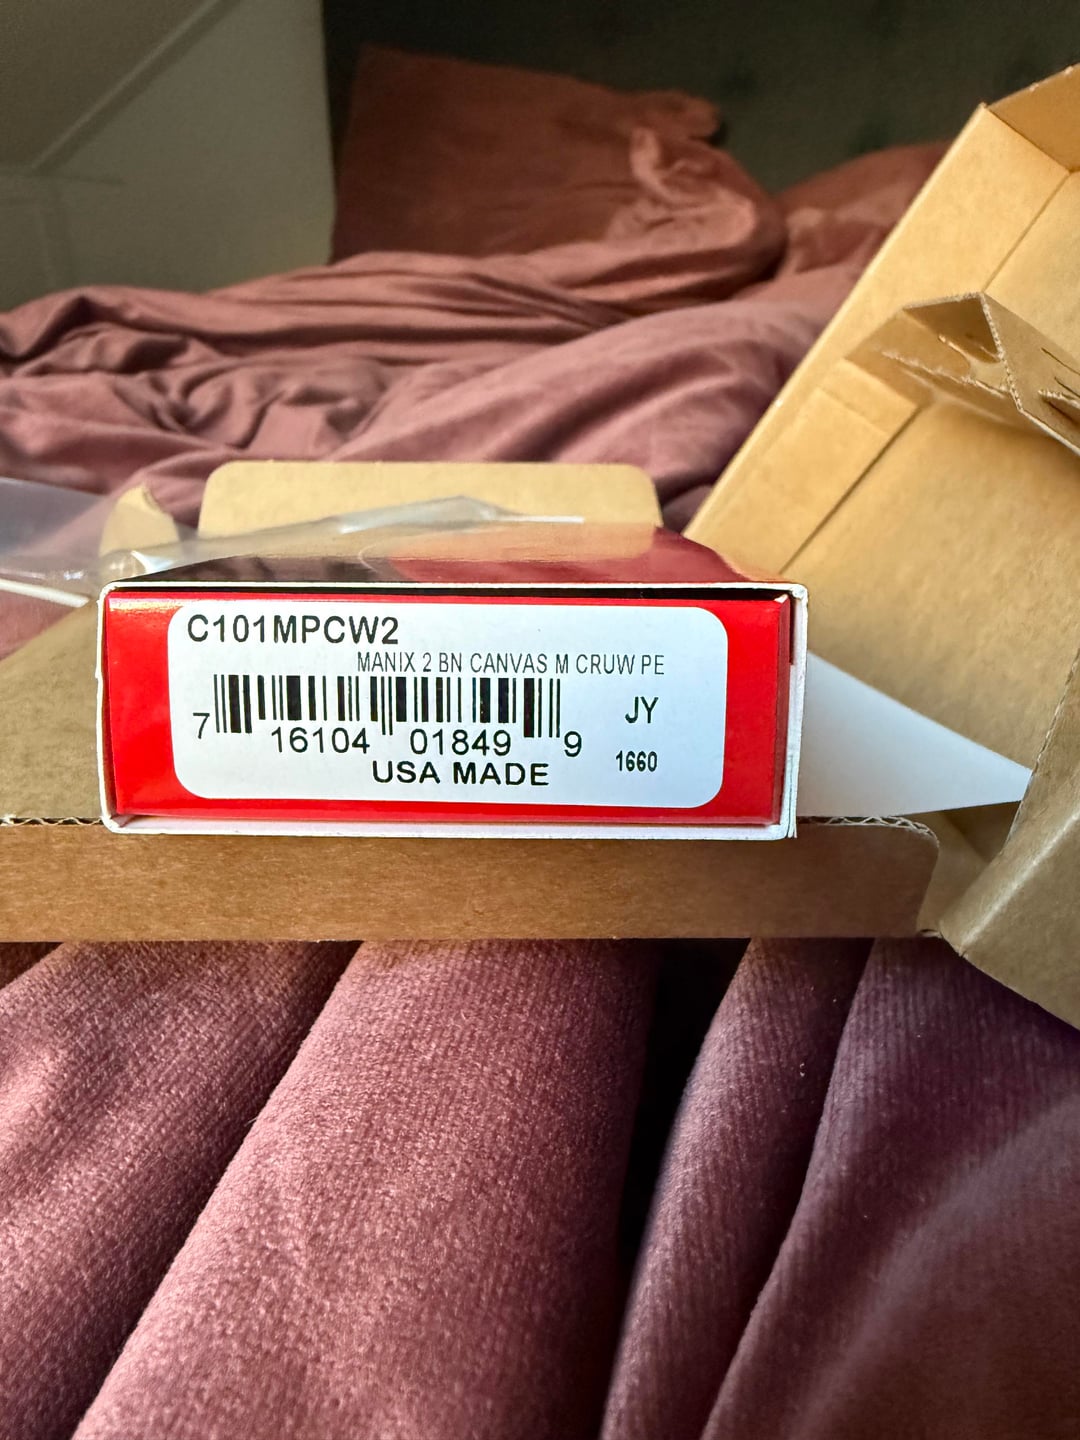 C101MPCW2
MANIX 2 BN CANVAS M CRUW PE
JY
7 16104 01849 9
1660
USA MADE